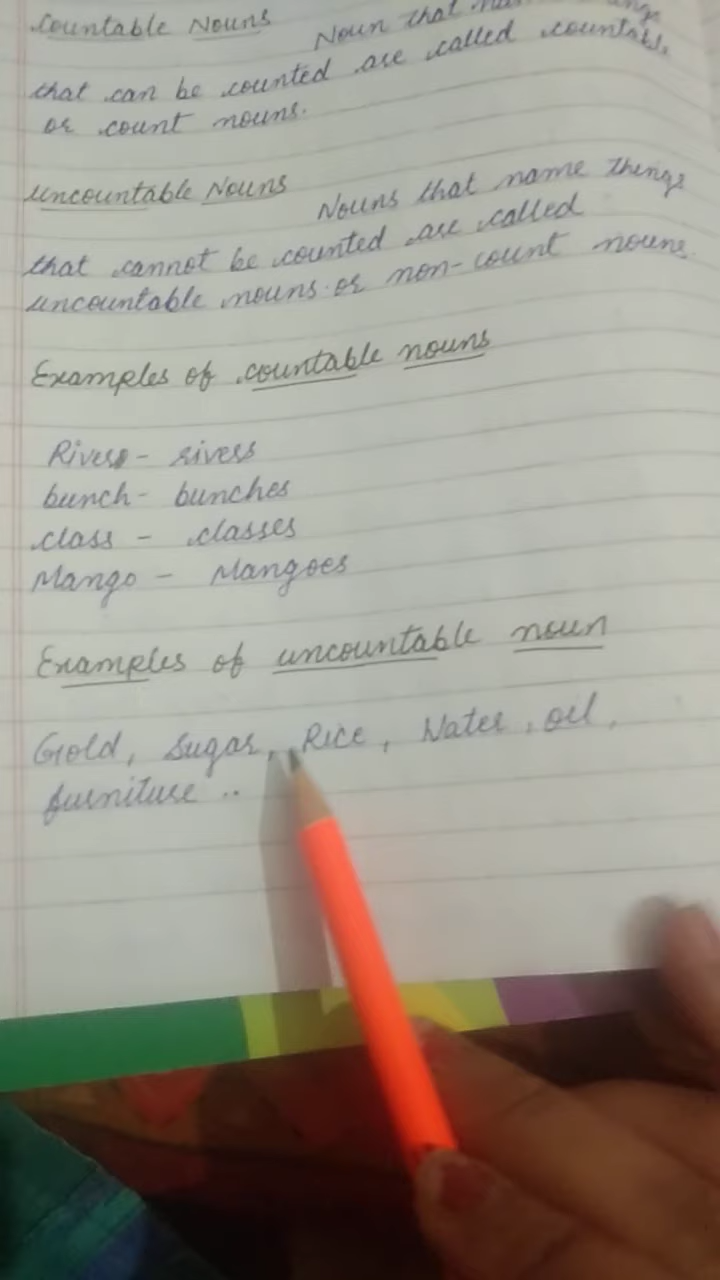 Countable Nouns Noun that
that can be counted are called countable
or count nouns.
Uncountable Nouns Nouns that name things
that cannot be counted are called
uncountable nouns or non-count nouns
Examples of countable nouns
River - rivers
bunch - bunches
class - classes
Mango - Mangoes
Examples of uncountable noun
Gold, Sugar, Rice, Water, oil,
furniture ..